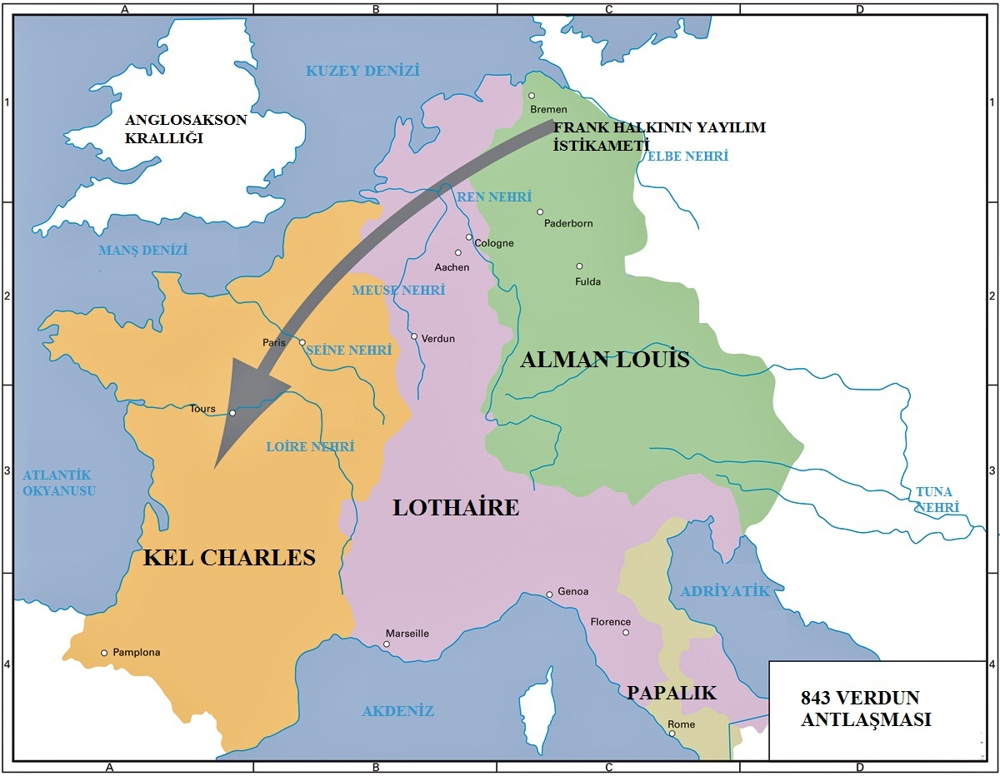 A
B
C
D
KUZEY DENİZİ
1
1
Bremen
ANGLOSAKSON
KRALLIĞI
FRANK HALKININ YAYILIM
İSTİKAMETİ
ELBE NEHRİ
REN NEHRİ
Paderborn
MANŞ DENİZİ
Cologne
Aachen
Fulda
MEUSE NEHRİ
2
2
Paris
SEİNE NEHRİ
Verdun
ALMAN LOUİS
Tours
LOİRE NEHRİ
3
3
ATLANTİK
OKYANUSU
TUNA
NEHRİ
LOTHAİRE
KEL CHARLES
Genoa
ADRİYATİK
Florence
Marseille
Pamplona
4
4
PAPALIK
843 VERDUN
ANTLAŞMASI
AKDENİZ
Rome
A
B
C
D